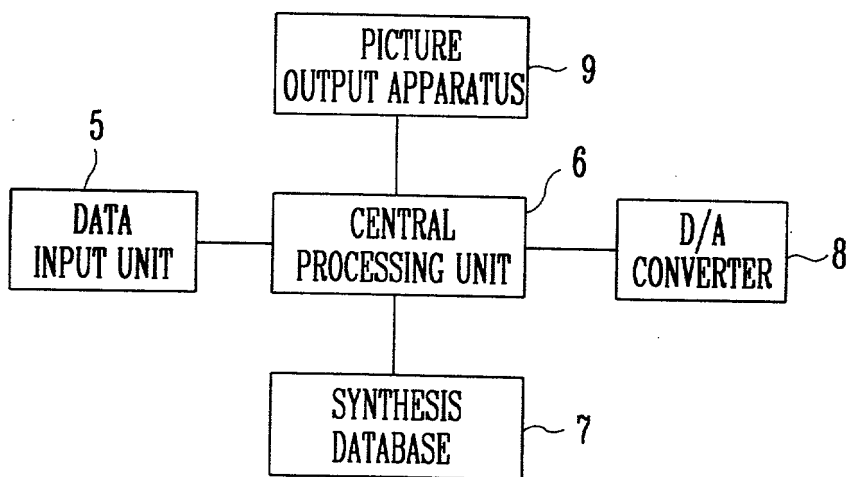 PICTURE
OUTPUT APPARATUS
9
5
6
DATA
INPUT UNIT
CENTRAL
PROCESSING UNIT
D/A
CONVERTER
8
SYNTHESIS
DATABASE
7